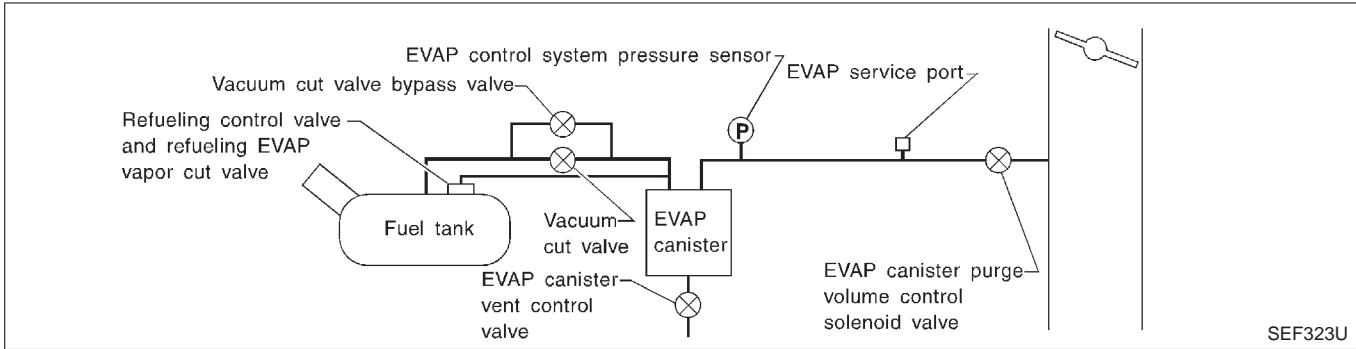 EVAP control system pressure sensor
EVAP service port
Vacuum cut valve bypass valve
Refueling control valve
and refueling EVAP
vapor cut valve
P
Fuel tank
Vacuum
cut valve
EVAP
canister
EVAP canister
vent control
valve
EVAP canister purge
volume control
solenoid valve
SEF323U